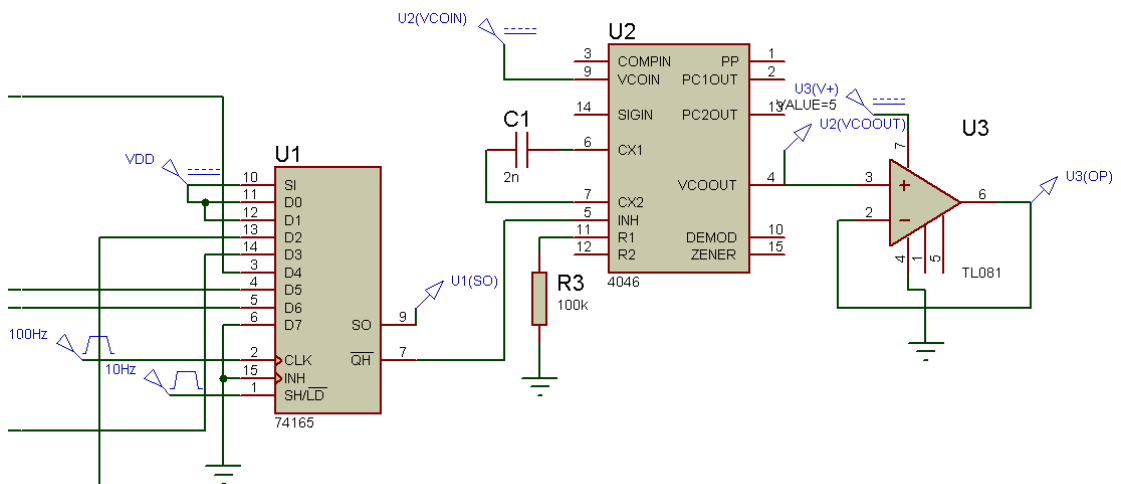 U2(VCOIN)
U2
3 COMPIN PP 1
9 VCOIN PC1OUT 2
14 SIGIN PC2OUT 13
C1
2n
6 CX1
VCOOUT 4
7 CX2
5 INH
11 R1 DEMOD 10
12 R2 ZENER 15
4046
R3
100k
U3(V+)
VALUE=5
U2(VCOOUT)
U3
7
3 +
2 −
6
U3(OP)
4 1 5
TL081
VDD
U1
10 SI
11 D0
12 D1
13 D2
14 D3
3 D4
4 D5
5 D6
6 D7 SO 9
U1(SO)
100Hz
2 CLK QH 7
10Hz
15 INH
1 SH/LD
74165